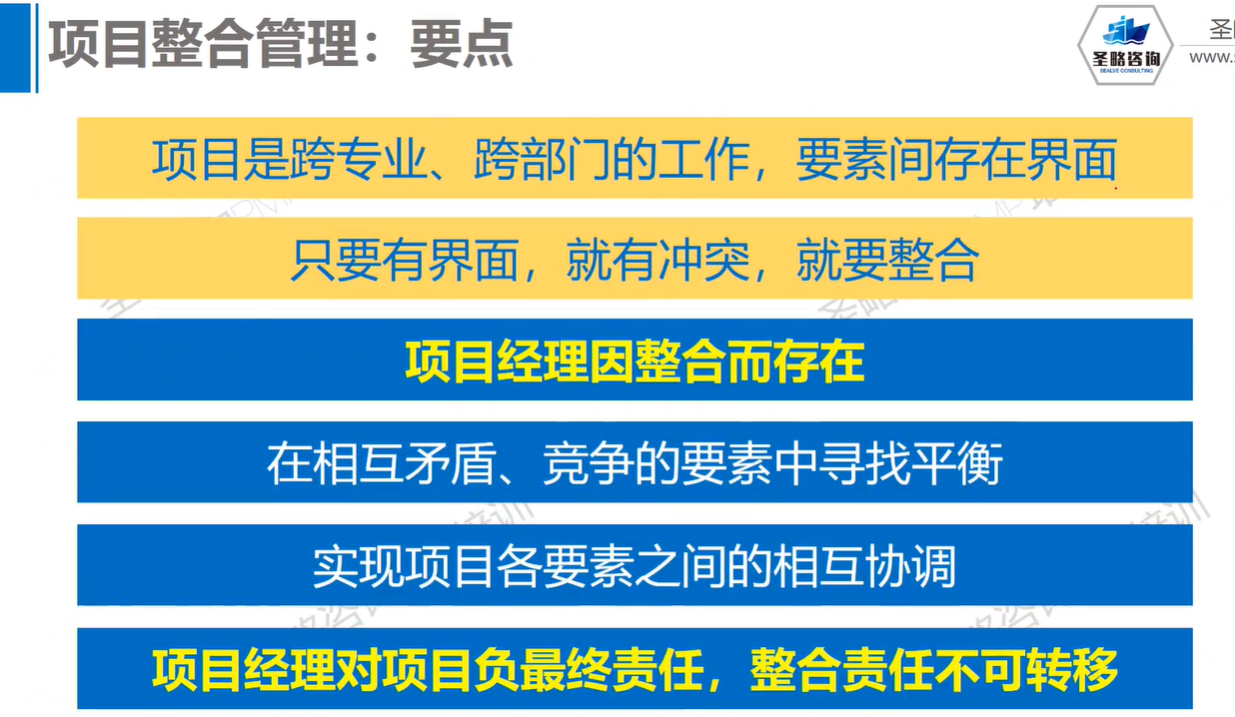 项目整合管理：要点
圣略咨询
SEALVE CONSULTING
圣
www.s
项目是跨专业、跨部门的工作，要素间存在界面
只要有界面，就有冲突，就要整合
项目经理因整合而存在
在相互矛盾、竞争的要素中寻找平衡
实现项目各要素之间的相互协调
项目经理对项目负最终责任，整合责任不可转移